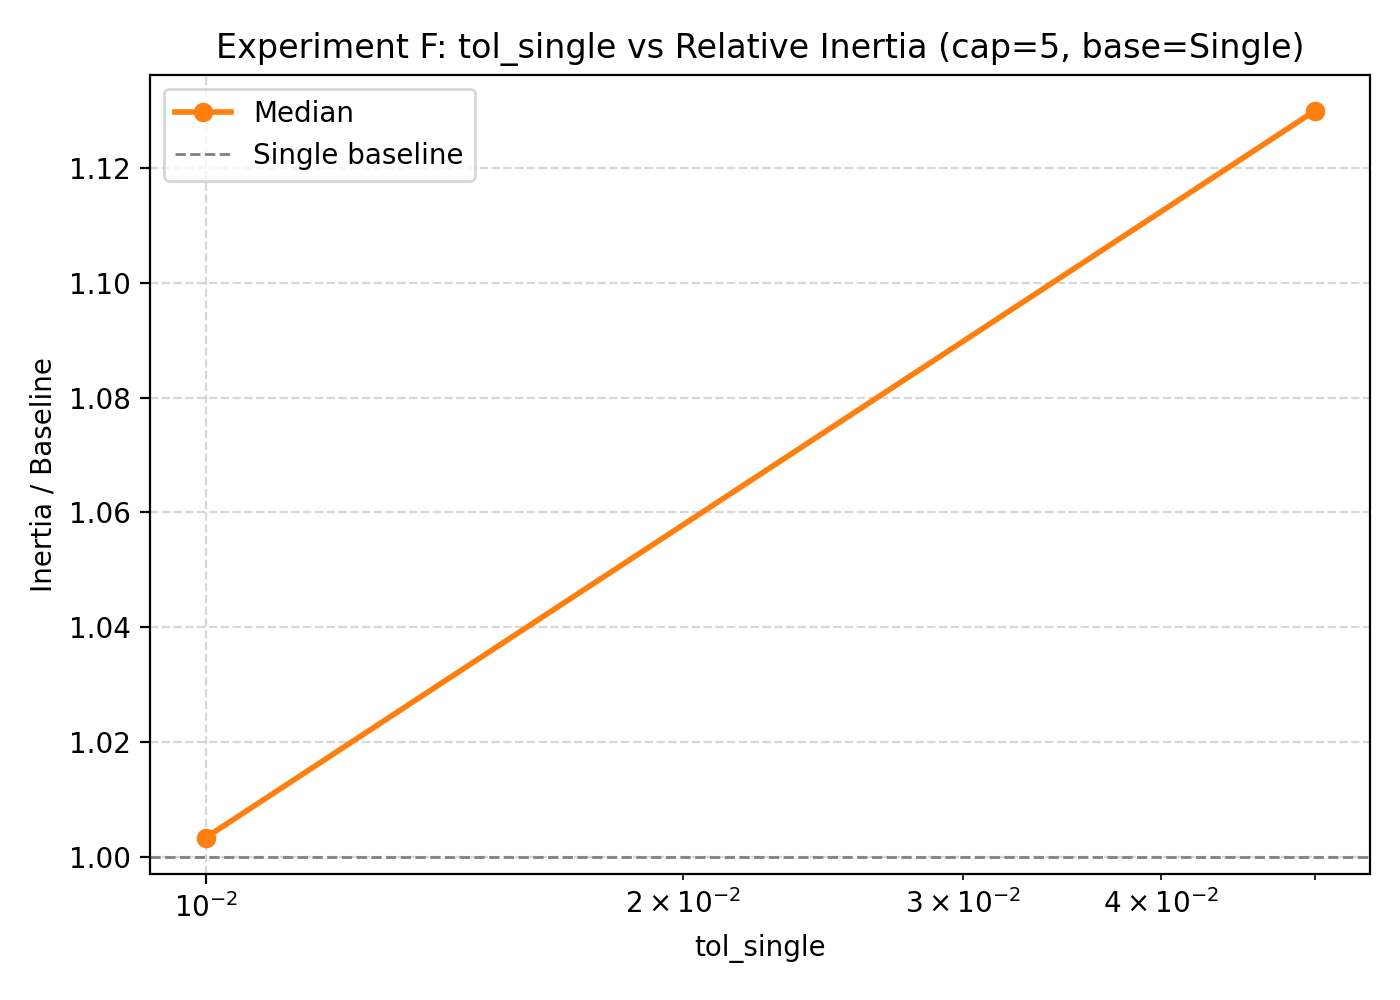 Experiment F: tol_single vs Relative Inertia (cap=5, base=Single)
Median
Single baseline
1.12
1.10
1.08
1.06
1.04
1.02
1.00
Inertia / Baseline
10⁻²
2 × 10⁻²
3 × 10⁻²
4 × 10⁻²
tol_single